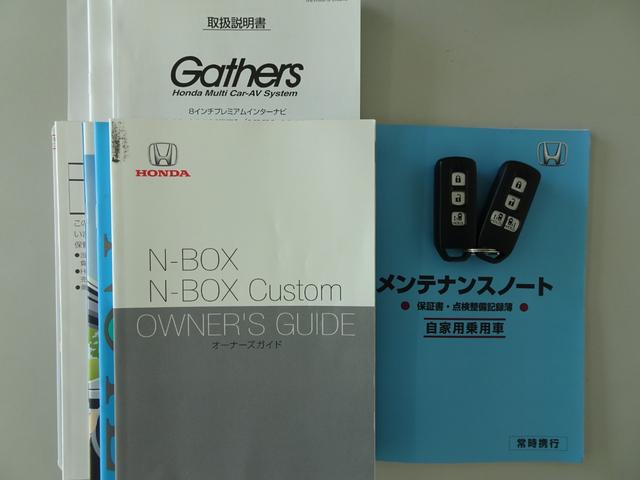 取扱説明書
Gathers
Honda Multi Car-AV System
8インチプレミアムインターナビ
HONDA
N-BOX
N-BOX Custom
OWNER'S GUIDE
オーナーズガイド
メンテナンスノート
保証書・点検整備記録簿
自家用乗用車
常時携行